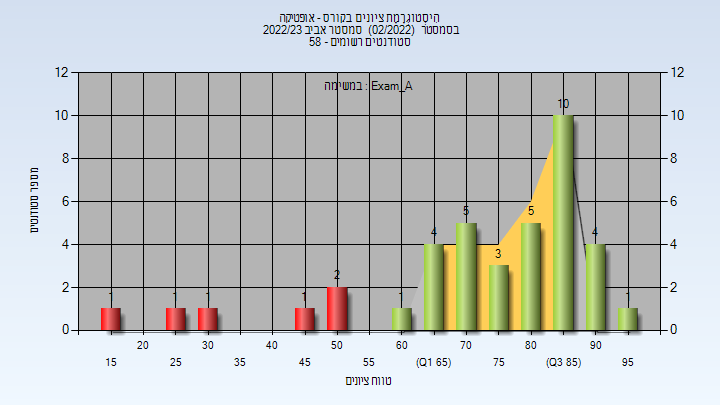 היסטוגרמת ציונים בקורס - אופטיקה
בסמסטר (02/2022) סמסטר אביב 2022/23
סטודנטים רשומים - 58
במשימה : Exam_A
מספר סטודנטים
12 12
10 10
8 8
6 6
4 4
2 2
0 0
1 1 1 1 2 1 4 5 3 5 10 4 1
20 30 40 50 60 70 80 90
15 25 35 45 55 (Q1 65) 75 (Q3 85) 95
טווח ציונים